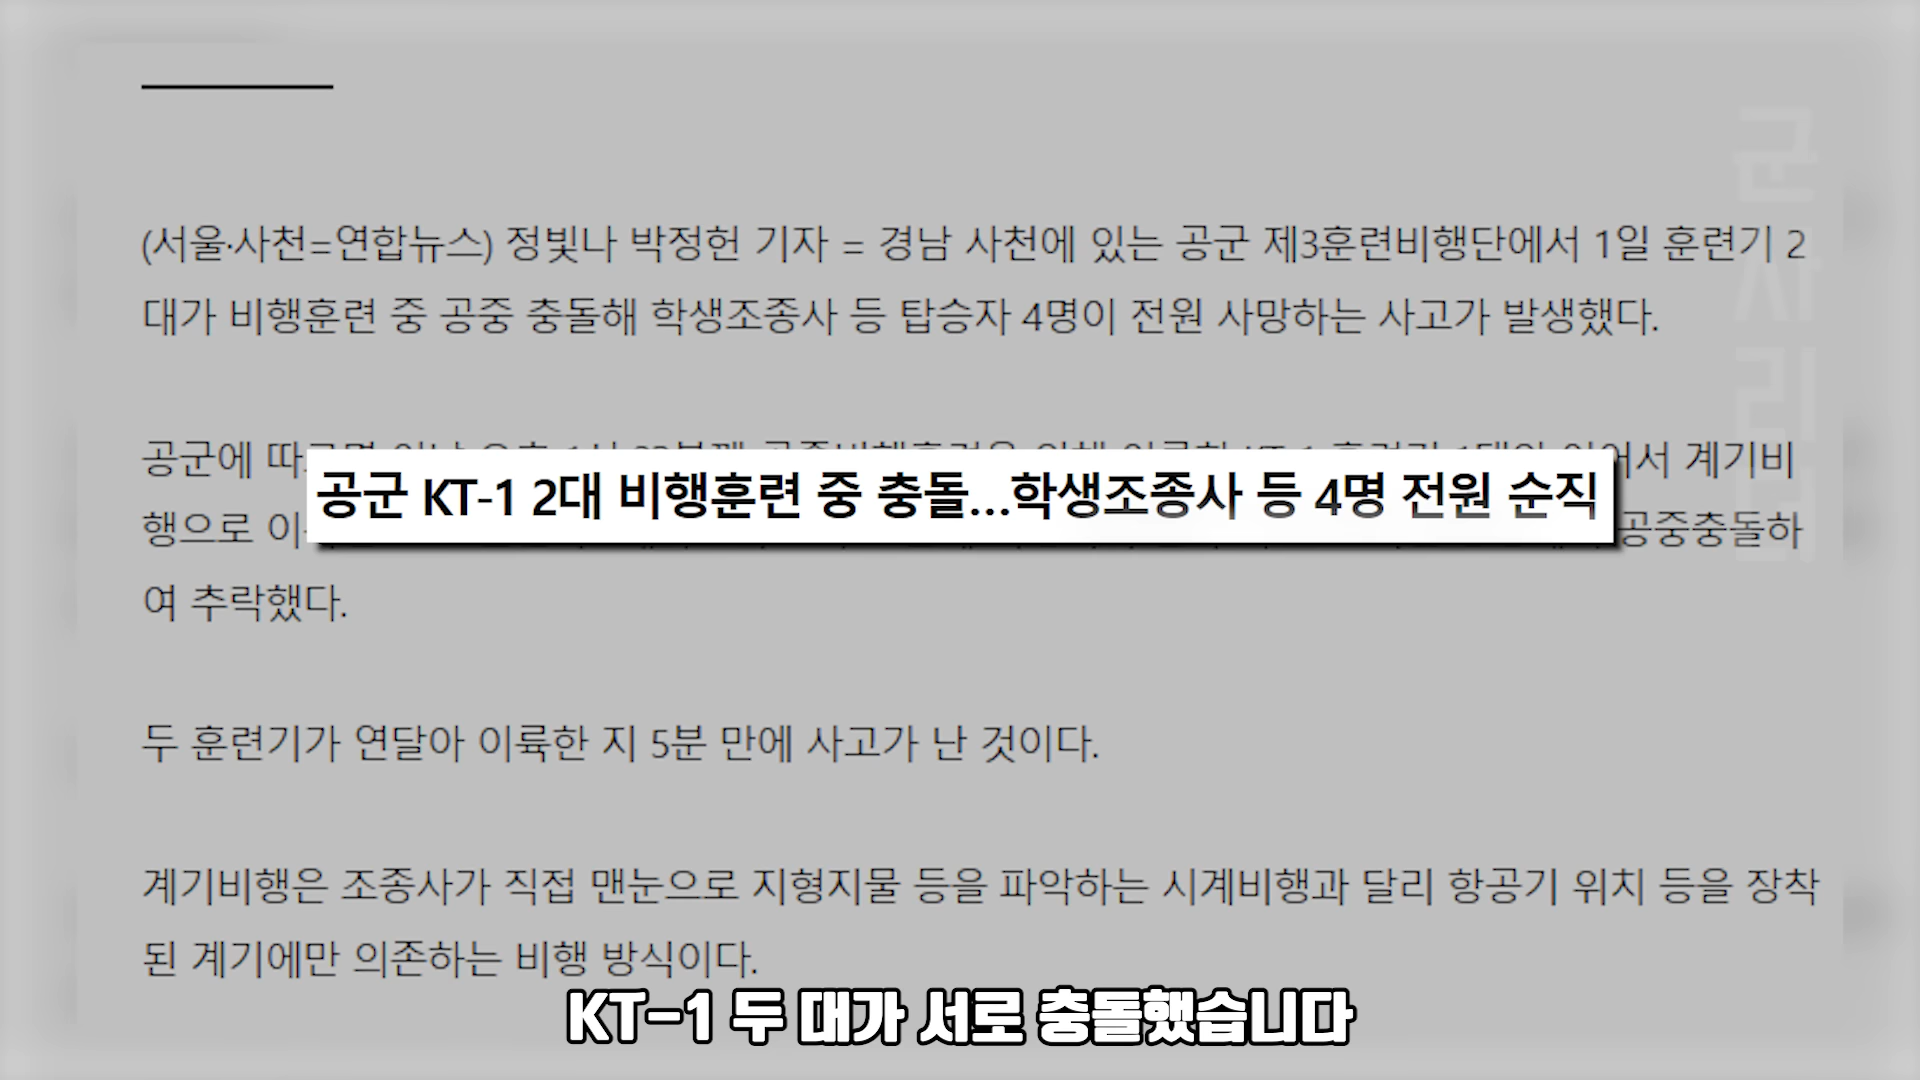 (서울·사천=연합뉴스) 정빛나 박정헌 기자 = 경남 사천에 있는 공군 제3훈련비행단에서 1일 훈련기 2
대가 비행훈련 중 공중 충돌해 학생조종사 등 탑승자 4명이 전원 사망하는 사고가 발생했다.
공군에 계기비
공군 KT-1 2대 비행훈련 중 충돌...학생조종사 등 4명 전원 순직
행으로 공중충돌하
여 추락했다.
두 훈련기가 연달아 이륙한 지 5분 만에 사고가 난 것이다.
계기비행은 조종사가 직접 맨눈으로 지형지물 등을 파악하는 시계비행과 달리 항공기 위치 등을 장착
된 계기에만 의존하는 비행 방식이다.
KT-1 두 대가 서로 충돌했습니다